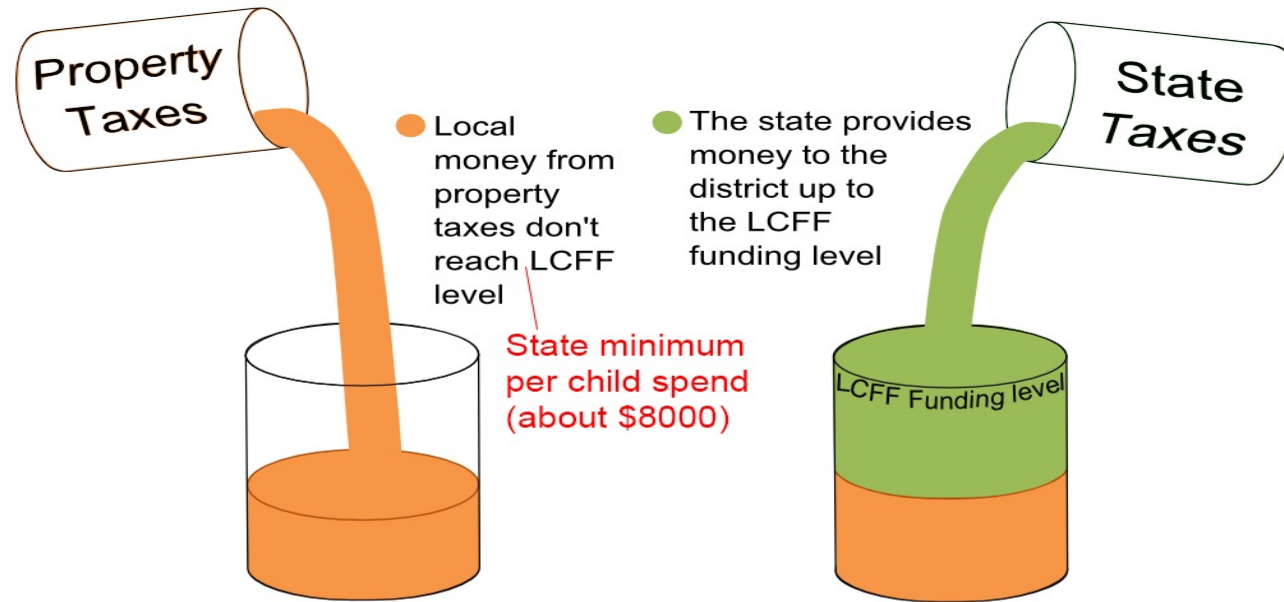 Property
Taxes
Local
money from
property
taxes don't
reach LCFF
level
State minimum
per child spend
(about $8000)
The state provides
money to the
district up to
the LCFF
funding level
State
Taxes
LCFF Funding level